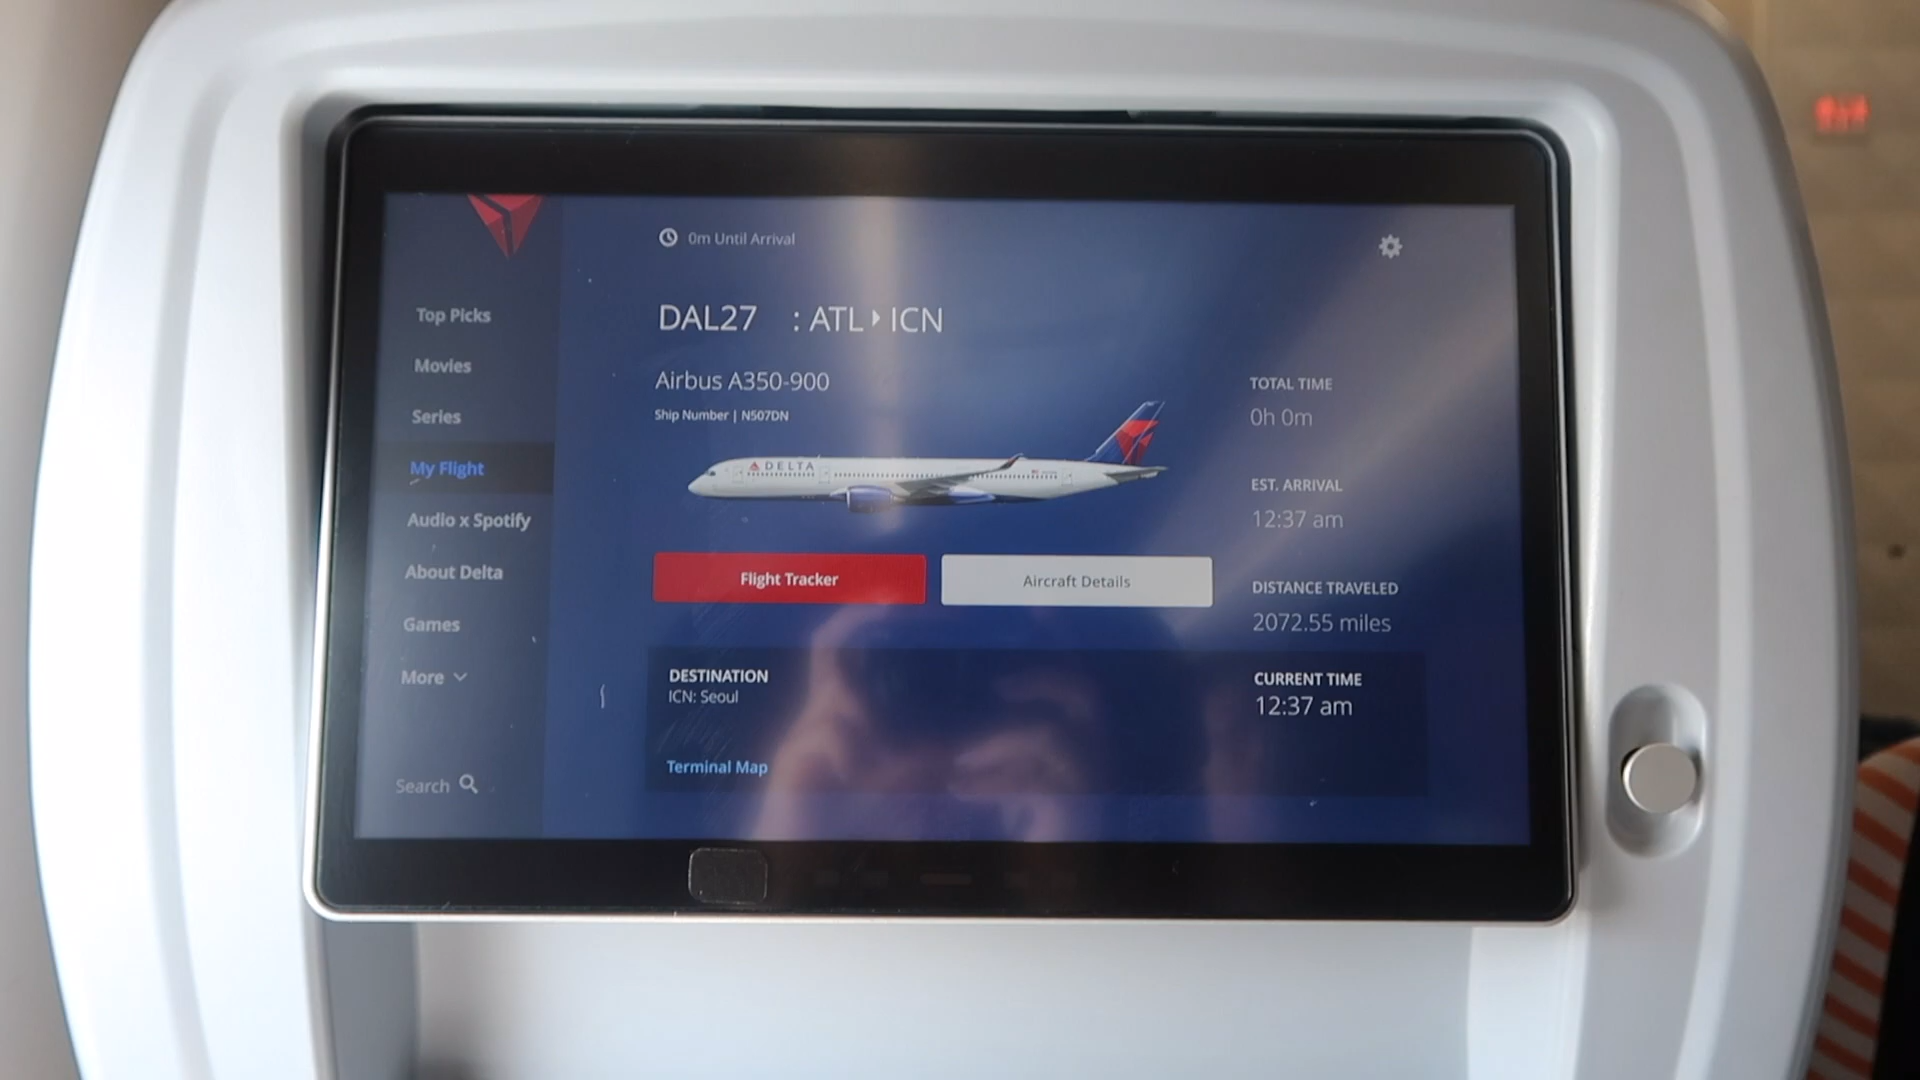 0m Until Arrival
DAL27 : ATL ▸ ICN
Airbus A350-900
Ship Number | N507DN
DELTA
Top Picks
Movies
Series
My Flight
Audio x Spotify
About Delta
Games
More
Search
Flight Tracker
Aircraft Details
TOTAL TIME
0h 0m
EST. ARRIVAL
12:37 am
DISTANCE TRAVELED
2072.55 miles
DESTINATION
ICN: Seoul
Terminal Map
CURRENT TIME
12:37 am